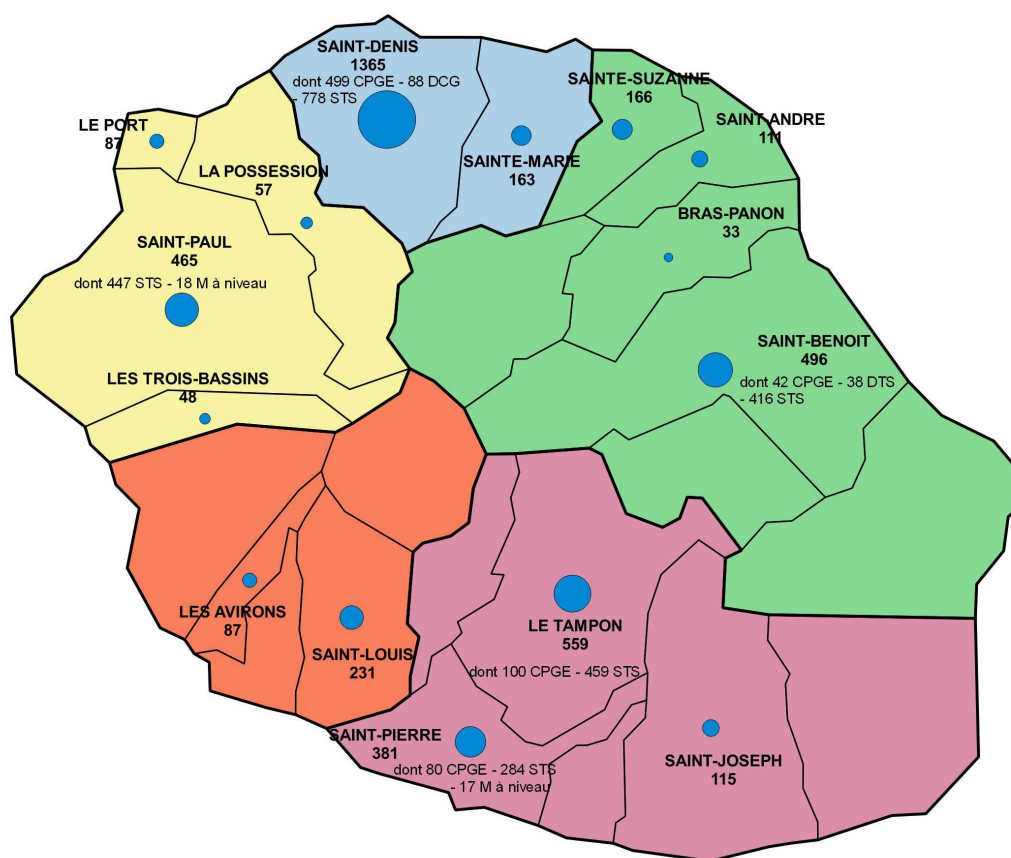 SAINT-DENIS
1365
dont 499 CPGE - 88 DCG
- 778 STS
SAINTE-SUZANNE
166
SAINT-ANDRE
111
LE PORT
87
SAINTE-MARIE
163
LA POSSESSION
57
BRAS-PANON
33
SAINT-PAUL
465
dont 447 STS - 18 M à niveau
SAINT-BENOIT
496
dont 42 CPGE - 38 DTS
- 416 STS
LES TROIS-BASSINS
48
LES AVIRONS
87
SAINT-LOUIS
231
LE TAMPON
559
dont 100 CPGE - 459 STS
SAINT-PIERRE
381
dont 80 CPGE - 284 STS
- 17 M à niveau
SAINT-JOSEPH
115